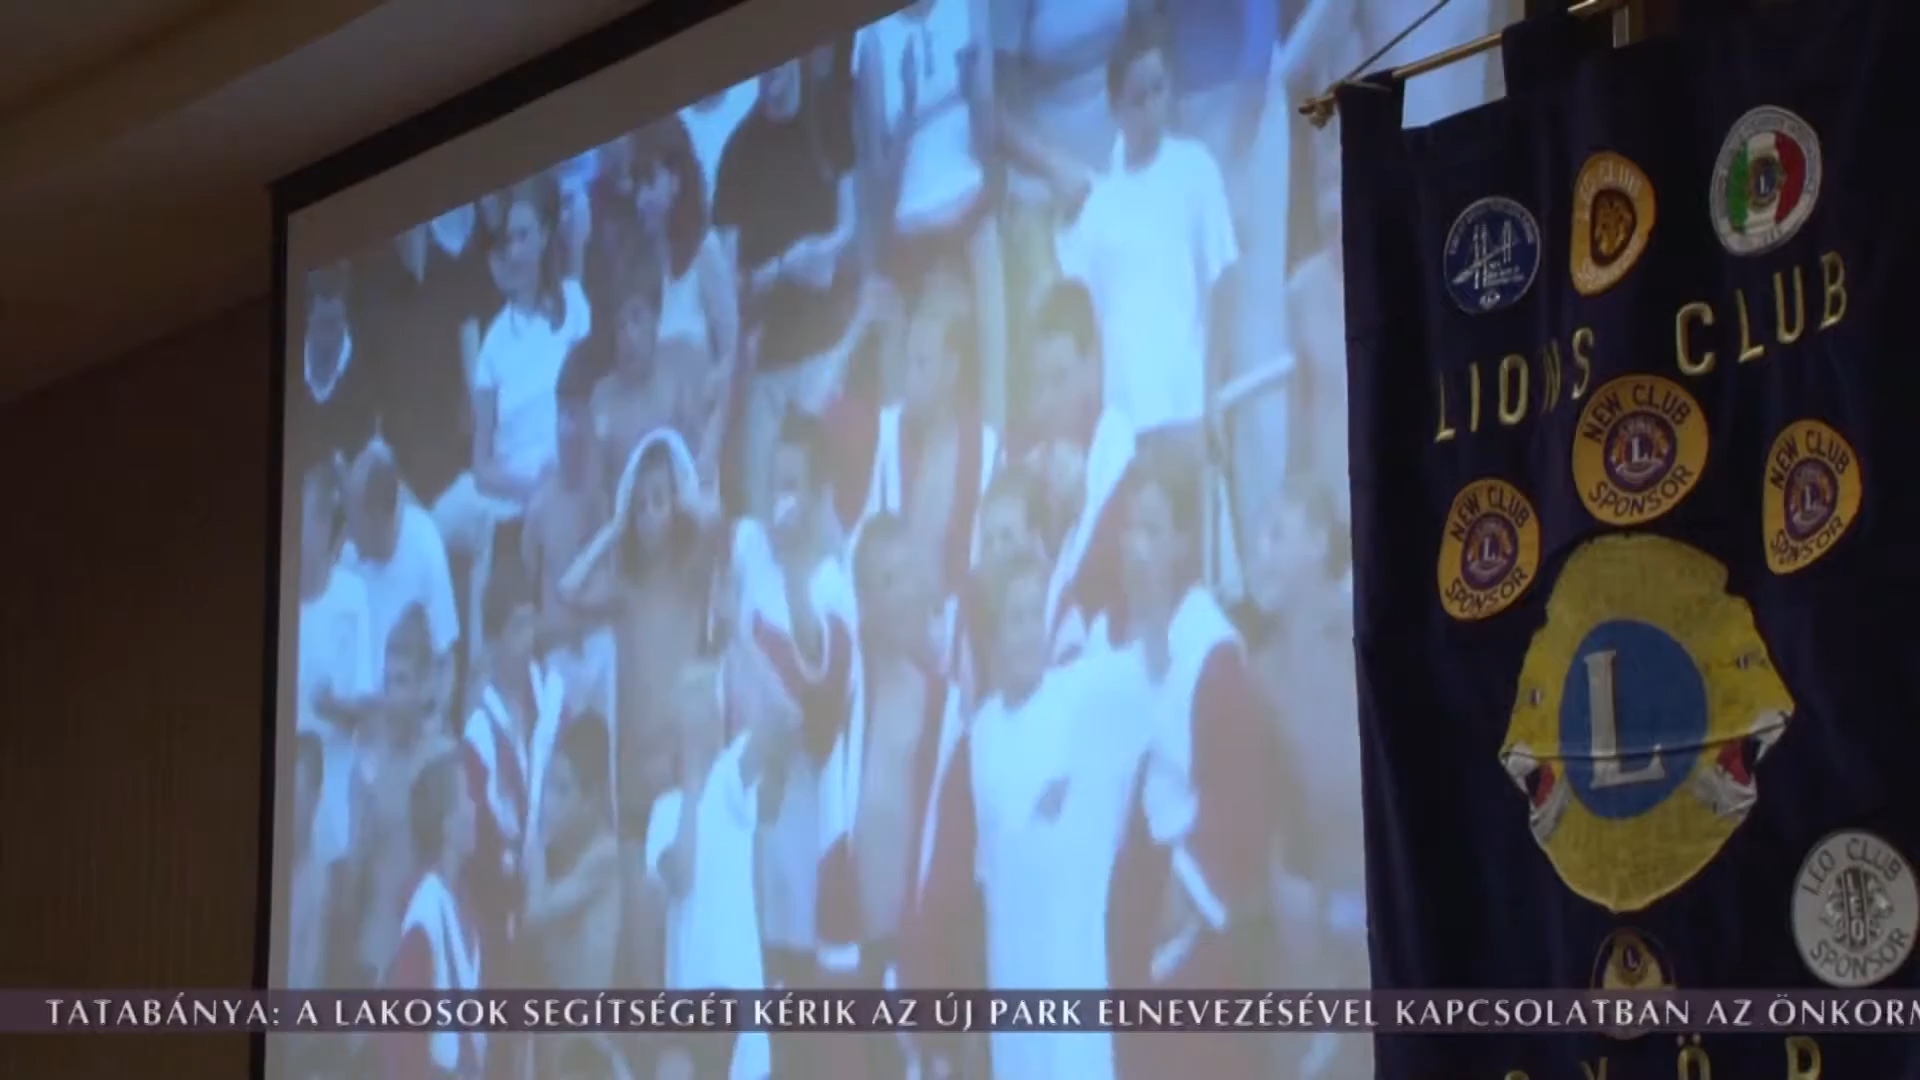 LIONS CLUB
NEW CLUB
SPONSOR
NEW CLUB
SPONSOR
NEW CLUB
SPONSOR
L
LEO CLUB
SPONSOR
TATABÁNYA: A LAKOSOK SEGÍTSÉGÉT KÉRIK AZ ÚJ PARK ELNEVEZÉSÉVEL KAPCSOLATBAN AZ ÖNKORM